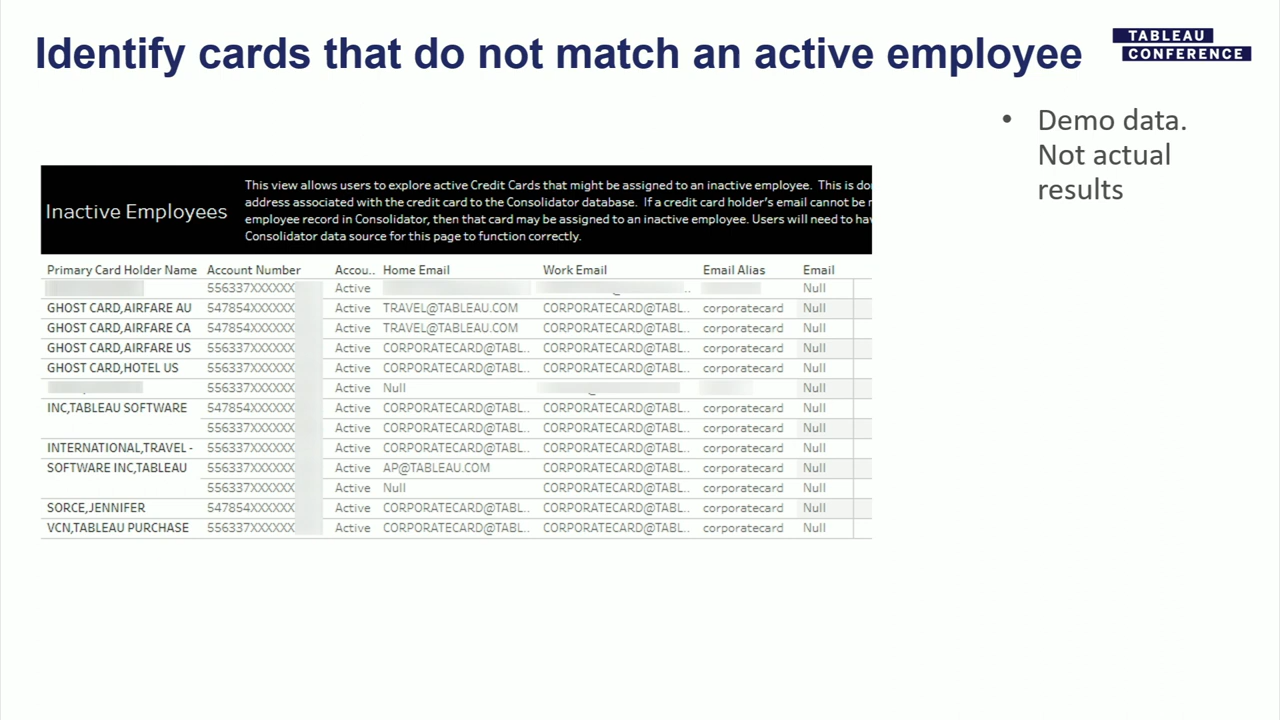 Identify cards that do not match an active employee
TABLEAU
CONFERENCE
• Demo data.
Not actual
results
Inactive Employees
This view allows users to explore active Credit Cards that might be assigned to an inactive employee. This is do
address associated with the credit card to the Consolidator database. If a credit card holder's email cannot be
employee record in Consolidator, then that card may be assigned to an inactive employee. Users will need to ha
Consolidator data source for this page to function correctly.
Primary Card Holder Name Account Number Accou.. Home Email Work Email Email Alias Email
556337XXXXXX Active Null
GHOST CARD,AIRFARE AU 547854XXXXXX Active TRAVEL@TABLEAU.COM CORPORATECARD@TABL.. corporatecard Null
GHOST CARD,AIRFARE CA 547854XXXXXX Active TRAVEL@TABLEAU.COM CORPORATECARD@TABL.. corporatecard Null
GHOST CARD,AIRFARE US 556337XXXXXX Active CORPORATECARD@TABL.. CORPORATECARD@TABL.. corporatecard Null
GHOST CARD,HOTEL US 556337XXXXXX Active CORPORATECARD@TABL.. CORPORATECARD@TABL.. corporatecard Null
556337XXXXXX Active Null Null
INC,TABLEAU SOFTWARE 547854XXXXXX Active CORPORATECARD@TABL.. CORPORATECARD@TABL.. corporatecard Null
556337XXXXXX Active CORPORATECARD@TABL.. CORPORATECARD@TABL.. corporatecard Null
INTERNATIONAL,TRAVEL - 556337XXXXXX Active CORPORATECARD@TABL.. CORPORATECARD@TABL.. corporatecard Null
SOFTWARE INC,TABLEAU 556337XXXXXX Active AP@TABLEAU.COM CORPORATECARD@TABL.. corporatecard Null
556337XXXXXX Active Null CORPORATECARD@TABL.. corporatecard Null
SORCE,JENNIFER 547854XXXXXX Active CORPORATECARD@TABL.. CORPORATECARD@TABL.. corporatecard Null
VCN,TABLEAU PURCHASE 556337XXXXXX Active CORPORATECARD@TABL.. CORPORATECARD@TABL.. corporatecard Null